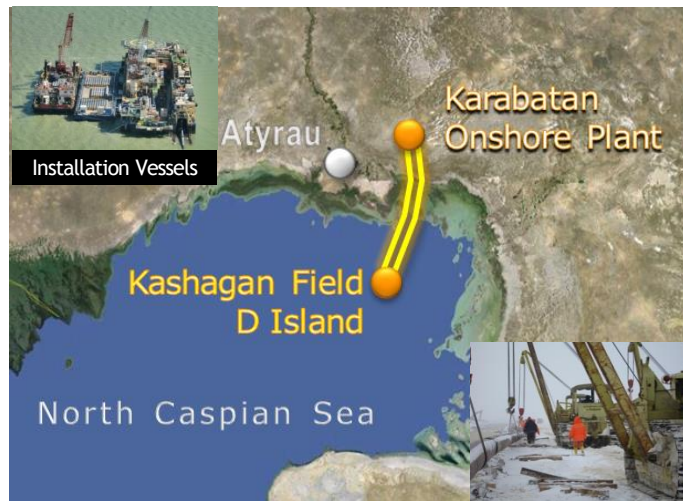 Installation Vessels
Atyrau
Karabatan
Onshore Plant
Kashagan Field
D Island
North Caspian Sea